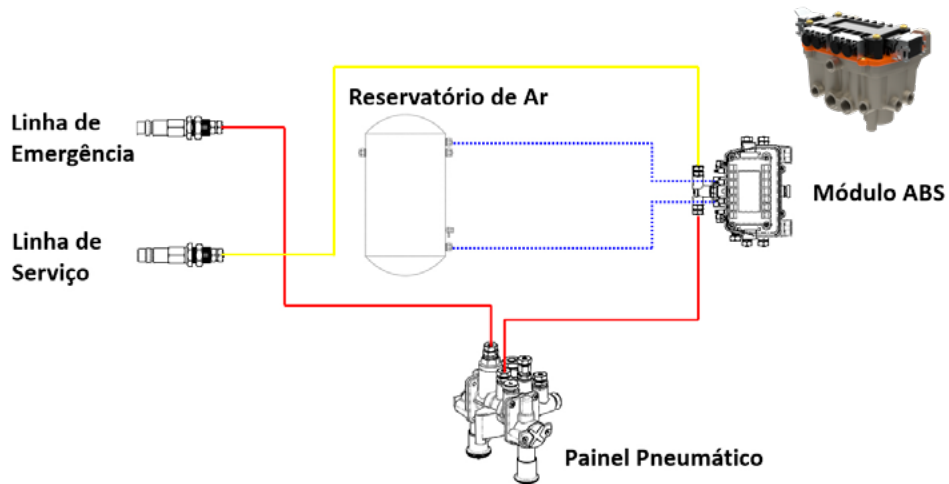 Reservatório de Ar
Linha de
Emergência
Módulo ABS
Linha de
Serviço
Painel Pneumático